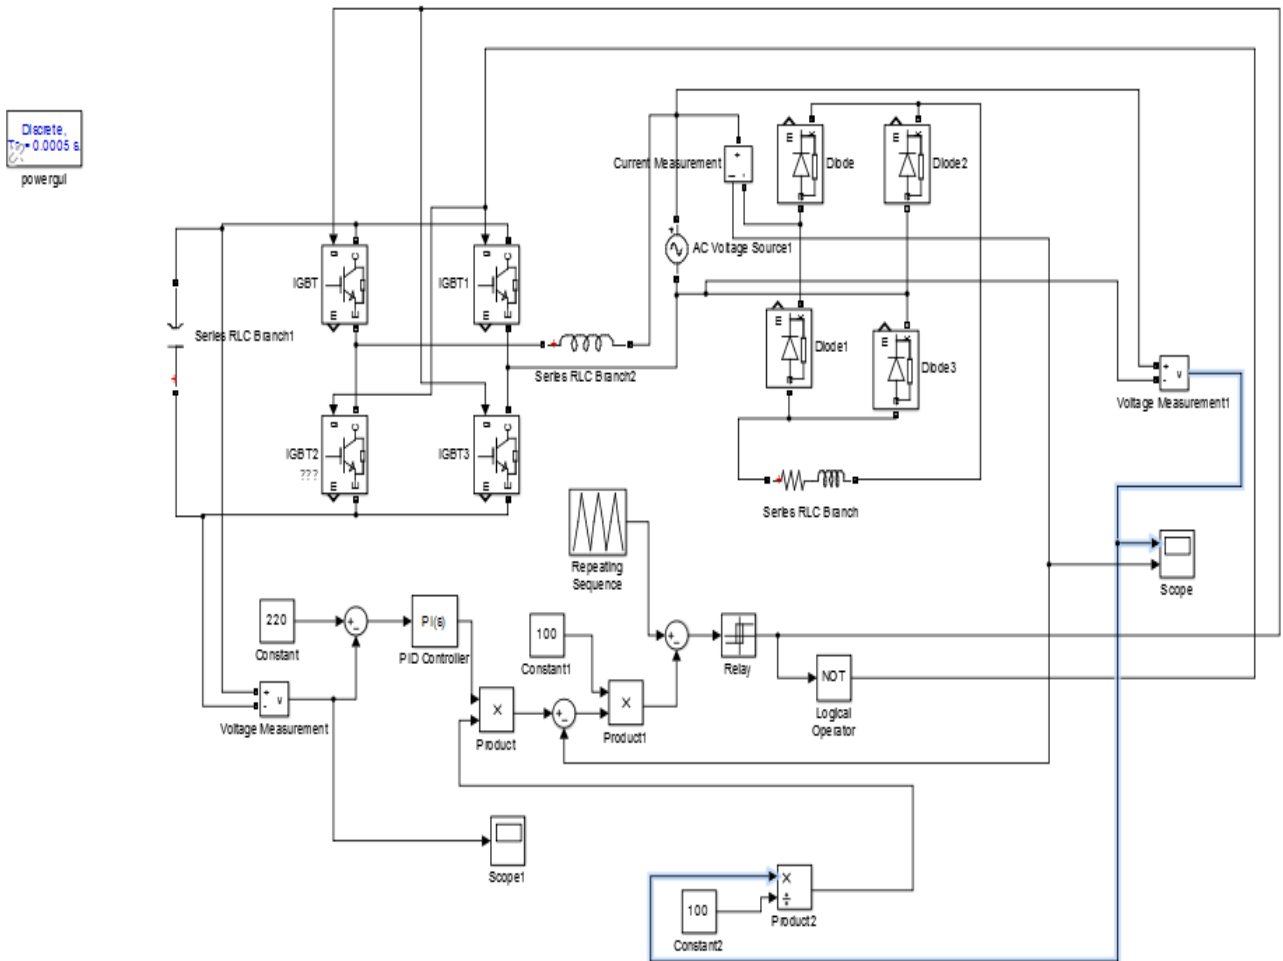 Discrete,
Ts = 0.0005 s.
powergui
Current Measurement
Diode
Diode2
AC Voltage Source1
IGBT
IGBT1
Series RLC Branch1
Series RLC Branch2
Diode1
Diode3
Voltage Measurement1
IGBT2
???
IGBT3
Series RLC Branch
Repeating
Sequence
Scope
220
Constant
PI(s)
PID Controller
100
Constant1
Relay
NOT
Logical
Operator
Voltage Measurement
Product
Product1
Scope1
100
Constant2
Product2